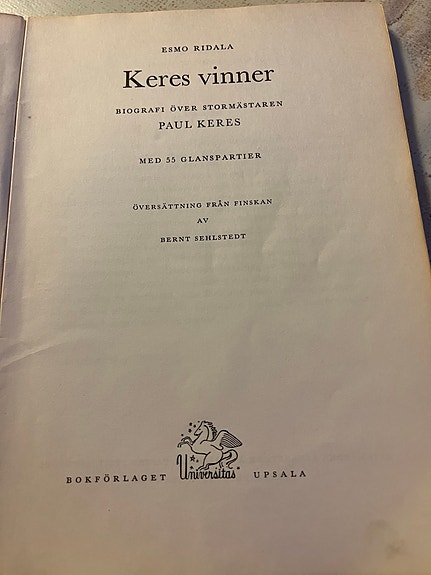 ESMO RIDALA
Keres vinner
BIOGRAFI ÖVER STORMÄSTAREN
PAUL KERES
MED 55 GLANSPARTIER
ÖVERSÄTTNING FRÅN FINSKAN
AV
BERNT SEHLSTEDT
BOKFÖRLAGET Universitas UPSALA